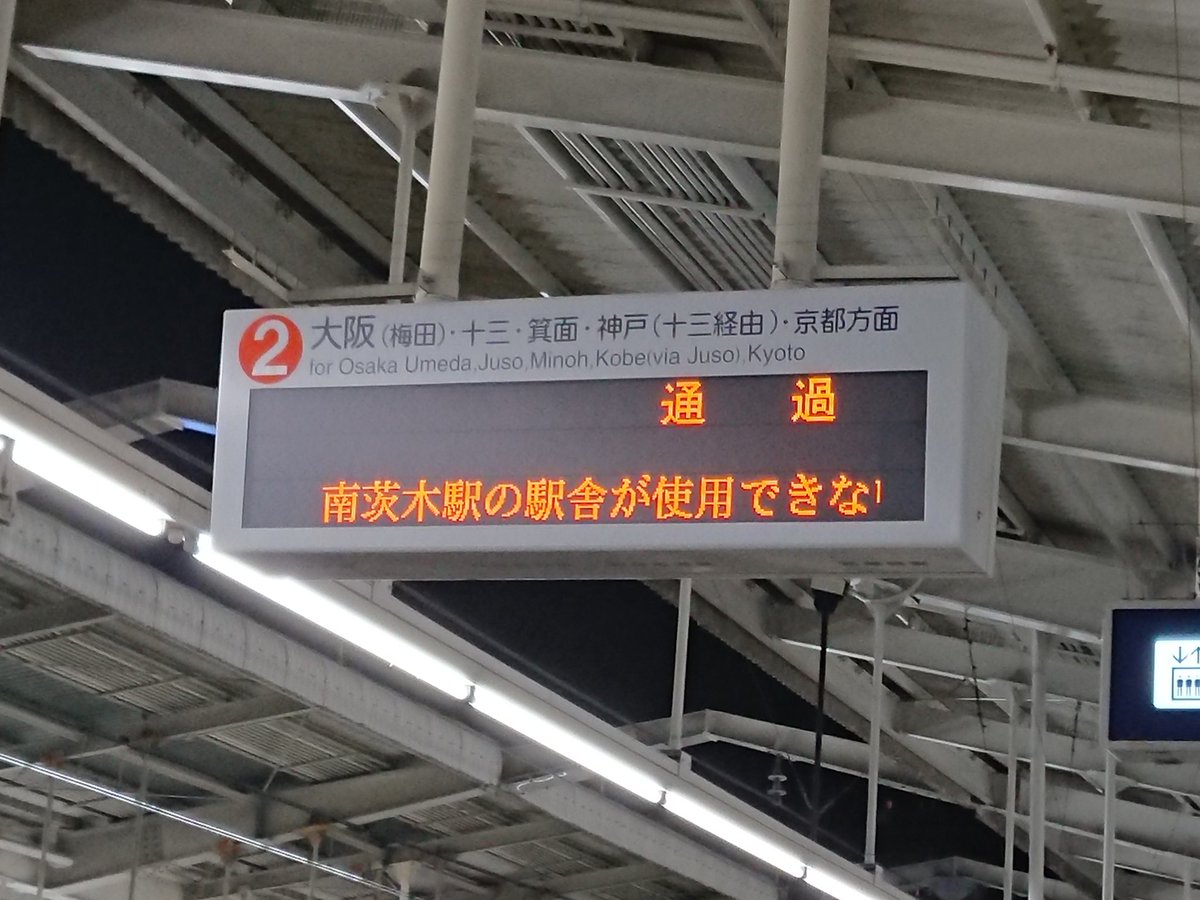 2 大阪(梅田)・十三・箕面・神戸(十三経由)・京都方面
for Osaka Umeda,Juso,Minoh,Kobe(via Juso),Kyoto
通 過
南茨木駅の駅舎が使用できな